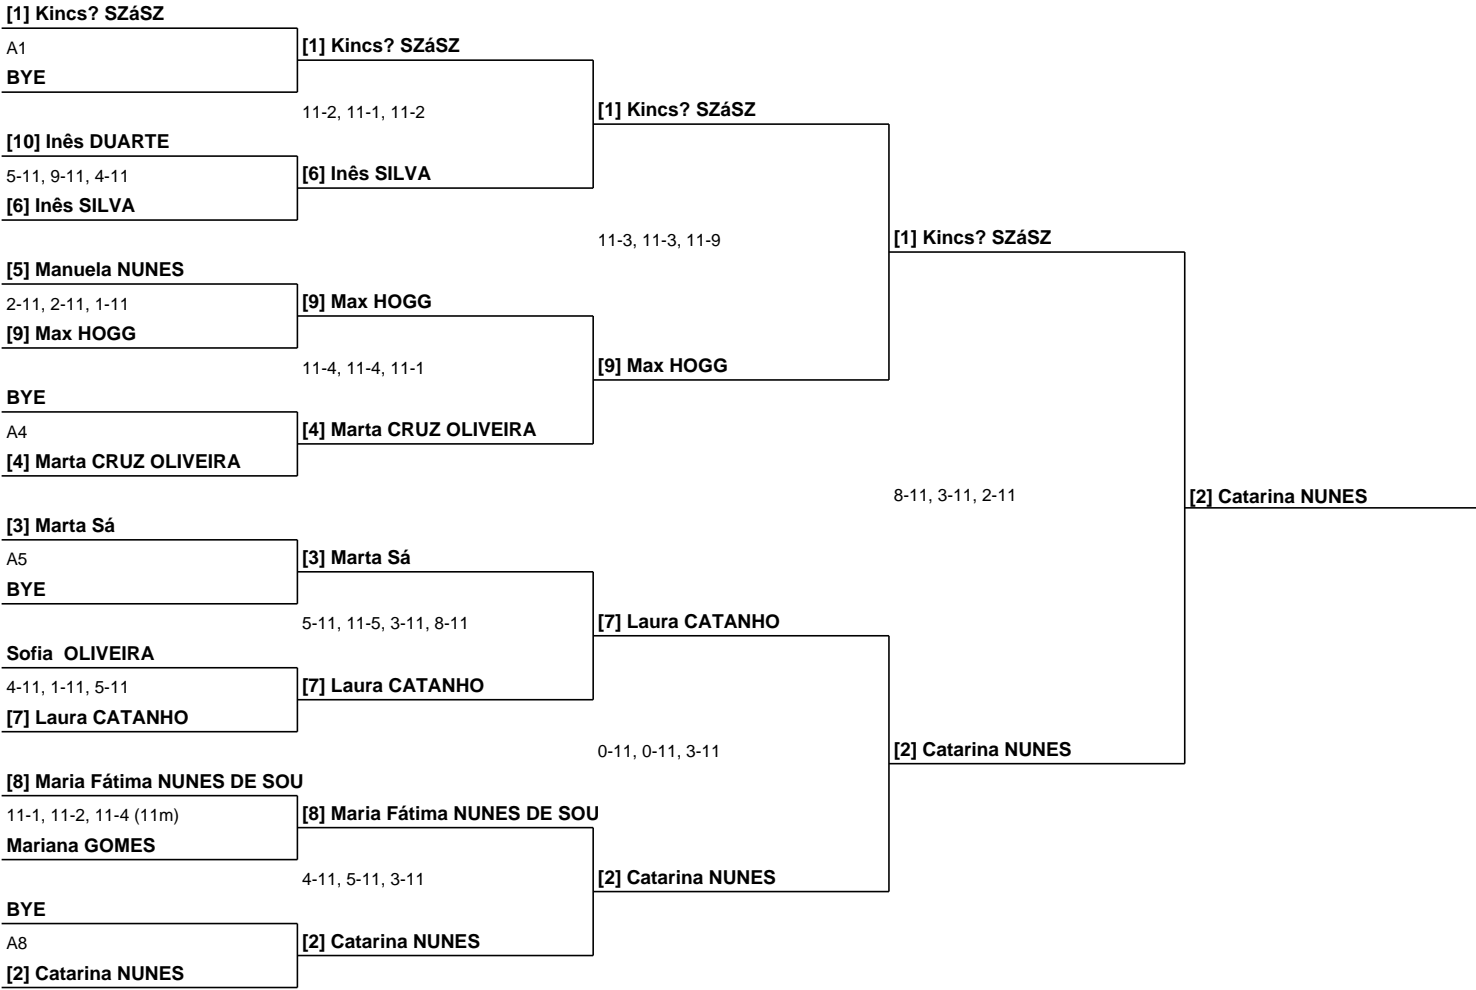 [1] Kincs? SZáSZ
A1
BYE
[1] Kincs? SZáSZ
11-2, 11-1, 11-2
[10] Inês DUARTE
5-11, 9-11, 4-11
[6] Inês SILVA
[6] Inês SILVA
[1] Kincs? SZáSZ
11-3, 11-3, 11-9
[5] Manuela NUNES
2-11, 2-11, 1-11
[9] Max HOGG
[9] Max HOGG
11-4, 11-4, 11-1
BYE
A4
[4] Marta CRUZ OLIVEIRA
[4] Marta CRUZ OLIVEIRA
[9] Max HOGG
[1] Kincs? SZáSZ
8-11, 3-11, 2-11
[2] Catarina NUNES
[3] Marta Sá
A5
BYE
[3] Marta Sá
5-11, 11-5, 3-11, 8-11
Sofia  OLIVEIRA
4-11, 1-11, 5-11
[7] Laura CATANHO
[7] Laura CATANHO
[7] Laura CATANHO
0-11, 0-11, 3-11
[2] Catarina NUNES
[8] Maria Fátima NUNES DE SOU
11-1, 11-2, 11-4 (11m)
Mariana GOMES
[8] Maria Fátima NUNES DE SOU
4-11, 5-11, 3-11
[2] Catarina NUNES
BYE
A8
[2] Catarina NUNES
[2] Catarina NUNES